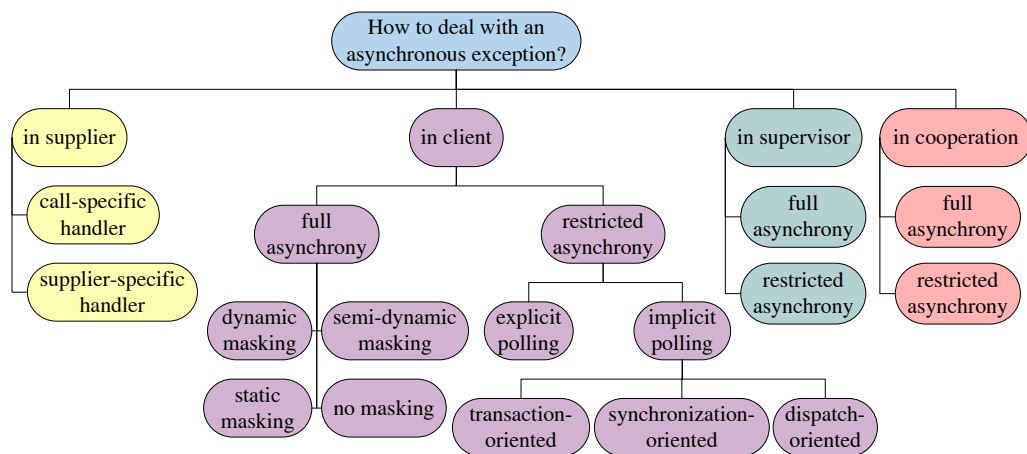 How to deal with an
asynchronous exception?
in supplier
in client
in supervisor
in cooperation
call-specific
handler
full
asynchrony
restricted
asynchrony
full
asynchrony
full
asynchrony
supplier-specific
handler
restricted
asynchrony
restricted
asynchrony
dynamic
masking
semi-dynamic
masking
explicit
polling
implicit
polling
static
masking
no masking
transaction-
oriented
synchronization-
oriented
dispatch-
oriented